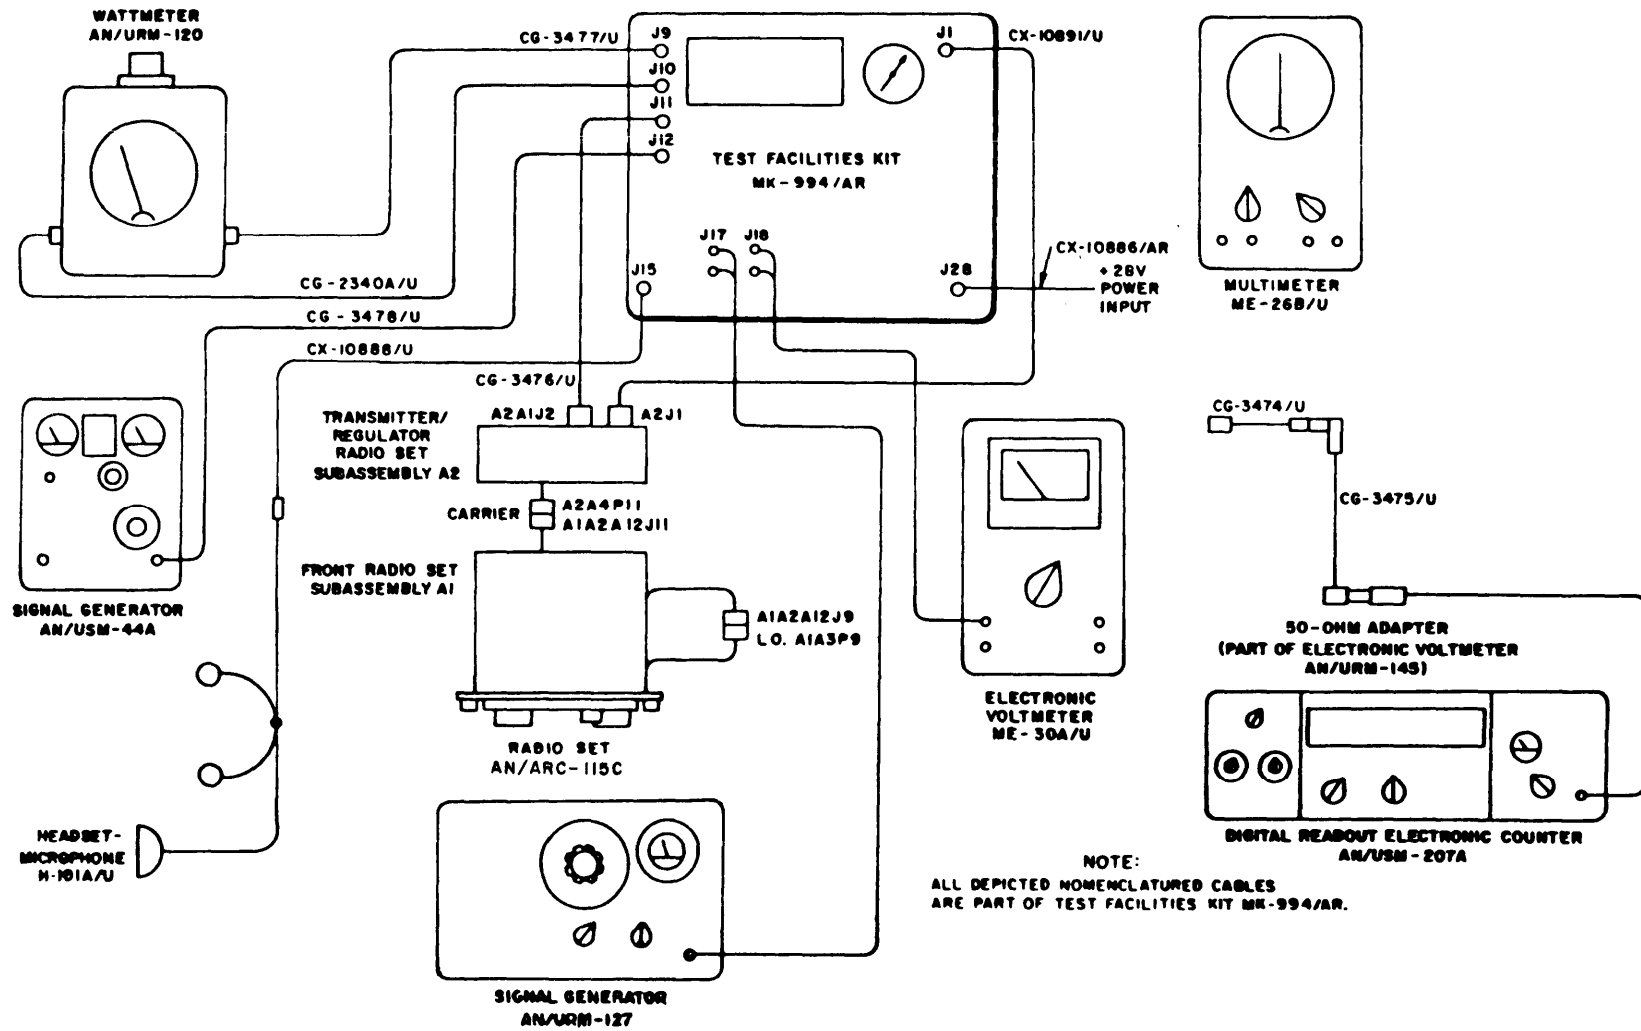 WATTMETER
AN/URM-120
CG-3477/U
J9
J10
J11
J12
J1
CX-10891/U
TEST FACILITIES KIT
MK-994/AR
J17
J18
J15
J28
CX-10886/AR
+28V
POWER
INPUT
MULTIMETER
ME-26B/U
CG-2340A/U
CG-3478/U
CX-10888/U
CG-3476/U
A2A1J2
A2J1
TRANSMITTER/
REGULATOR
RADIO SET
SUBASSEMBLY A2
CARRIER
A2A4P11
A1A2A12J11
FRONT RADIO SET
SUBASSEMBLY A1
A1A2A12J9
L.O. A1A3P9
RADIO SET
AN/ARC-115C
SIGNAL GENERATOR
AN/USM-44A
HEADSET-
MICROPHONE
H-101A/U
SIGNAL GENERATOR
AN/URM-127
ELECTRONIC
VOLTMETER
ME-30A/U
CG-3474/U
CG-3475/U
50-OHM ADAPTER
(PART OF ELECTRONIC VOLTMETER
AN/URM-145)
DIGITAL READOUT ELECTRONIC COUNTER
AN/USM-207A
NOTE:
ALL DEPICTED NOMENCLATURED CABLES
ARE PART OF TEST FACILITIES KIT MK-994/AR.